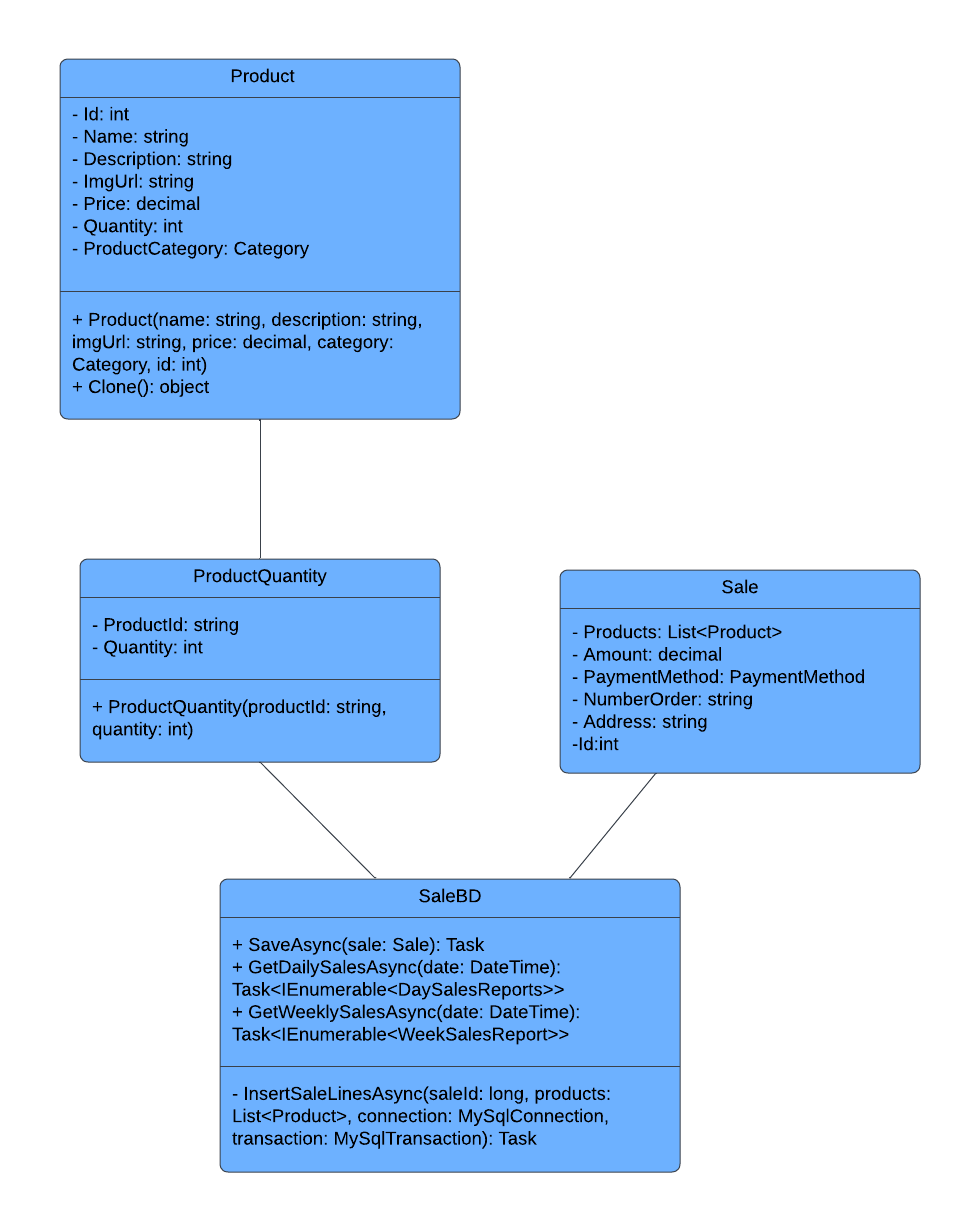 Product
- Id: int
- Name: string
- Description: string
- ImgUrl: string
- Price: decimal
- Quantity: int
- ProductCategory: Category
+ Product(name: string, description: string,
imgUrl: string, price: decimal, category:
Category, id: int)
+ Clone(): object
ProductQuantity
- ProductId: string
- Quantity: int
+ ProductQuantity(productId: string,
quantity: int)
Sale
- Products: List<Product>
- Amount: decimal
- PaymentMethod: PaymentMethod
- NumberOrder: string
- Address: string
-Id:int
SaleBD
+ SaveAsync(sale: Sale): Task
+ GetDailySalesAsync(date: DateTime):
Task<IEnumerable<DaySalesReports>>
+ GetWeeklySalesAsync(date: DateTime):
Task<IEnumerable<WeekSalesReport>>
- InsertSaleLinesAsync(saleId: long, products:
List<Product>, connection: MySqlConnection,
transaction: MySqlTransaction): Task